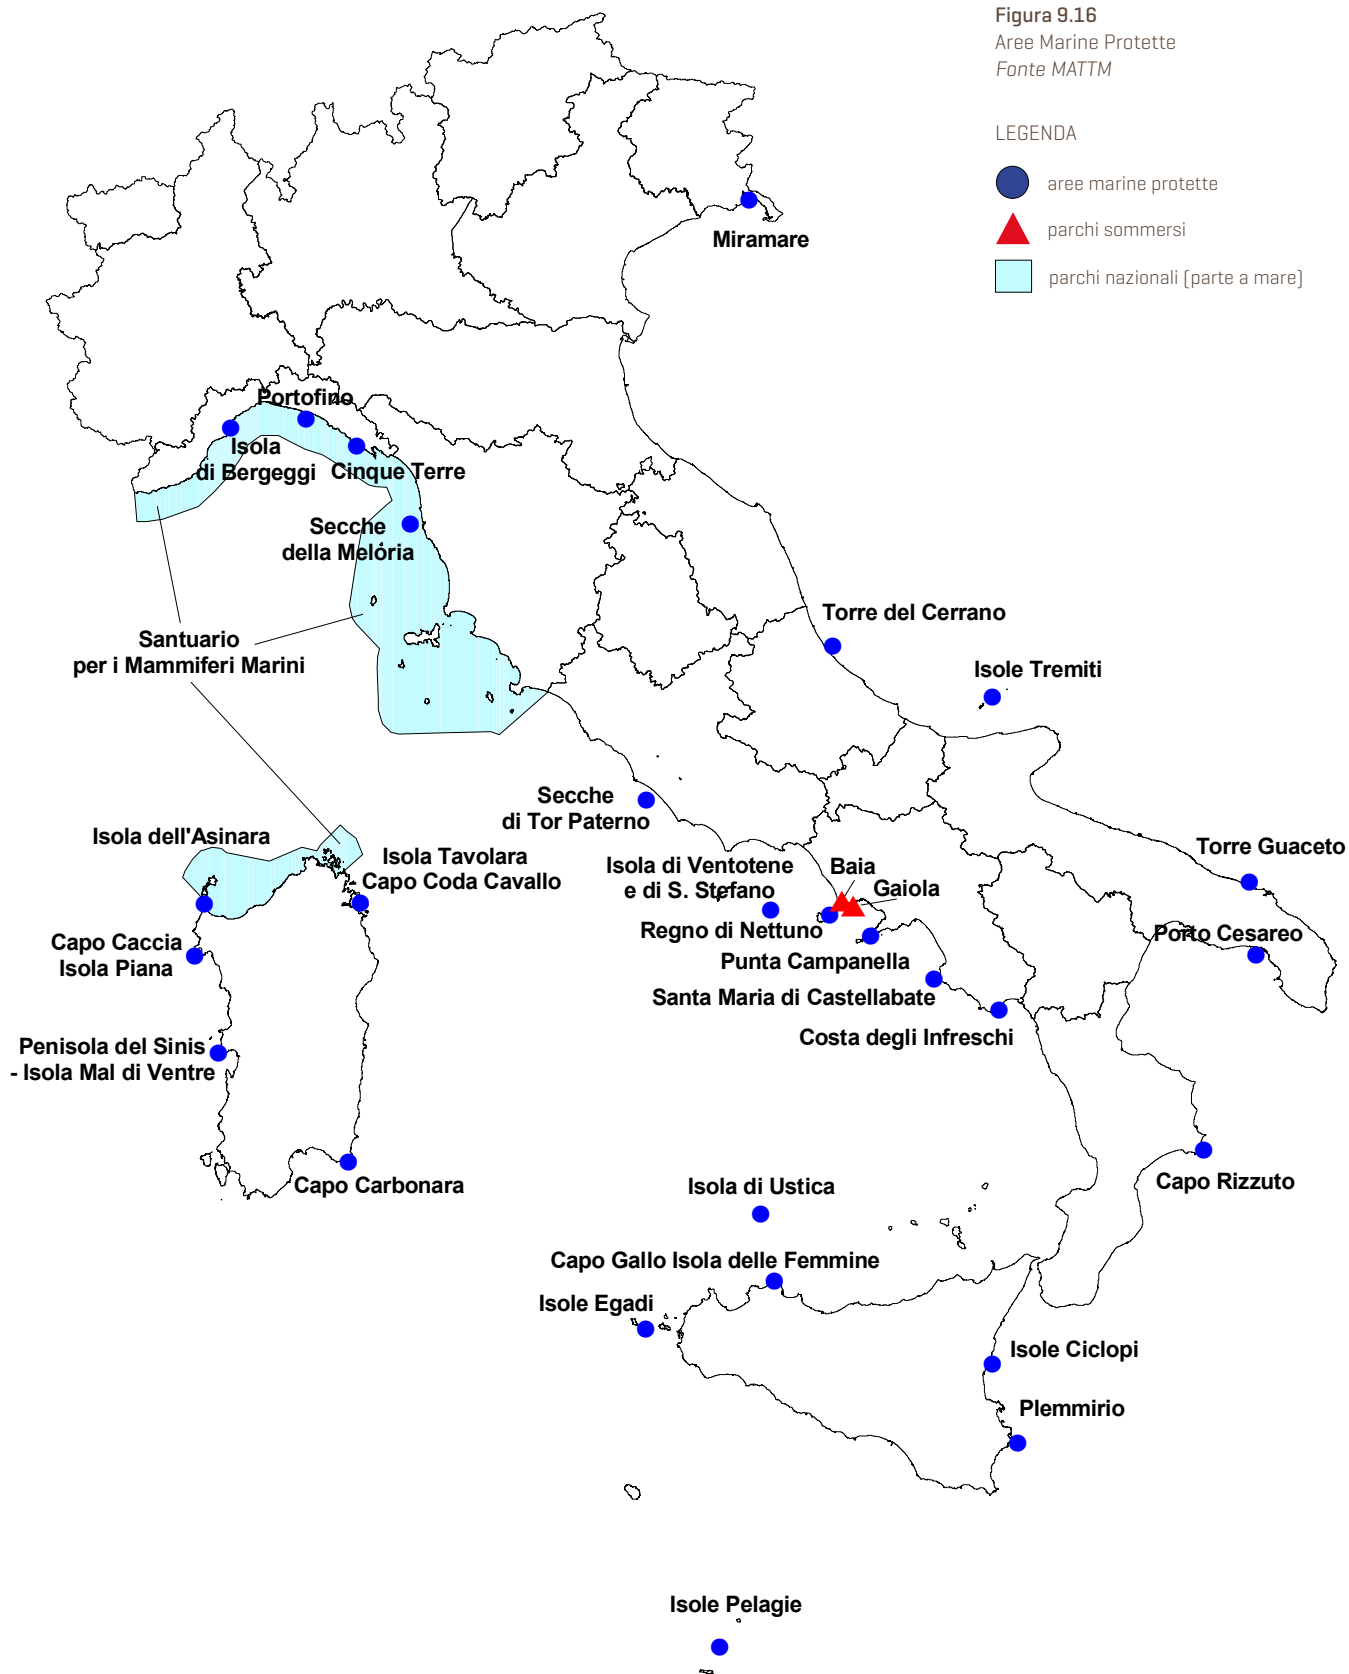 Figura 9.16
Aree Marine Protette
Fonte MATTM
LEGENDA
aree marine protette
parchi sommersi
parchi nazionali (parte a mare)
Miramare
Portofino
Isola
di Bergeggi
Cinque Terre
Secche
della Meloria
Santuario
per i Mammiferi Marini
Torre del Cerrano
Isole Tremiti
Secche
di Tor Paterno
Isola dell'Asinara
Isola Tavolara
Capo Coda Cavallo
Isola di Ventotene
e di S. Stefano
Baia
Gaiola
Torre Guaceto
Regno di Nettuno
Porto Cesareo
Capo Caccia
Isola Piana
Punta Campanella
Santa Maria di Castellabate
Costa degli Infreschi
Penisola del Sinis
- Isola Mal di Ventre
Capo Carbonara
Isola di Ustica
Capo Rizzuto
Capo Gallo Isola delle Femmine
Isole Egadi
Isole Ciclopi
Plemmirio
Isole Pelagie